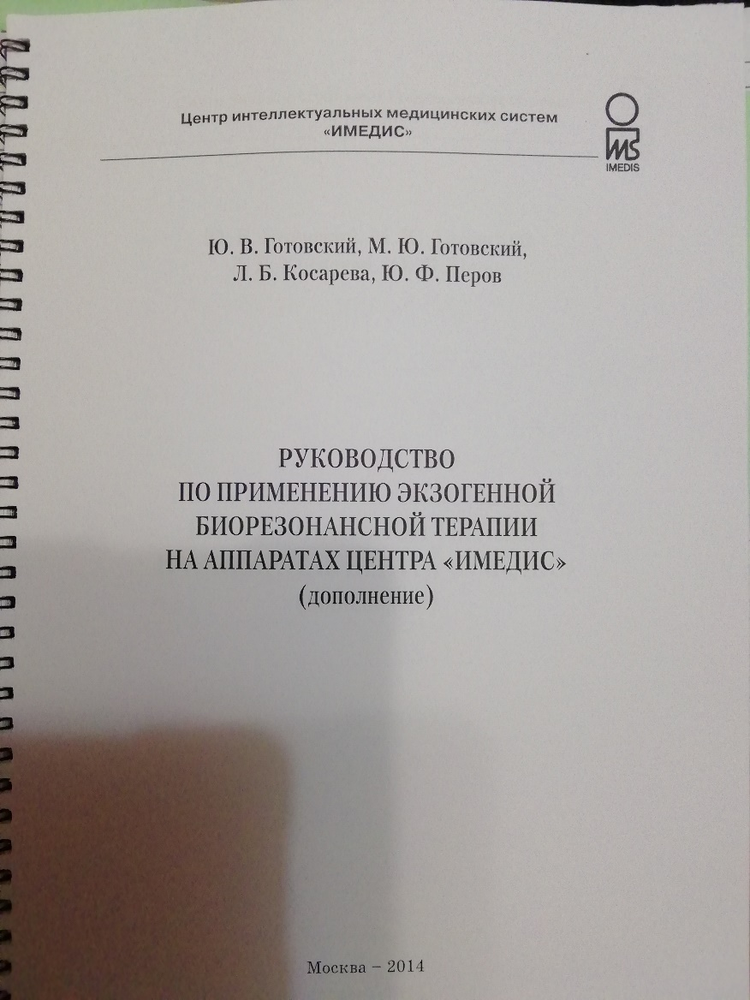 Центр интеллектуальных медицинских систем
«ИМЕДИС»
MS
IMEDIS
Ю. В. Готовский, М. Ю. Готовский,
Л. Б. Косарева, Ю. Ф. Перов
РУКОВОДСТВО
ПО ПРИМЕНЕНИЮ ЭКЗОГЕННОЙ
БИОРЕЗОНАНСНОЙ ТЕРАПИИ
НА АППАРАТАХ ЦЕНТРА «ИМЕДИС»
(дополнение)
Москва – 2014